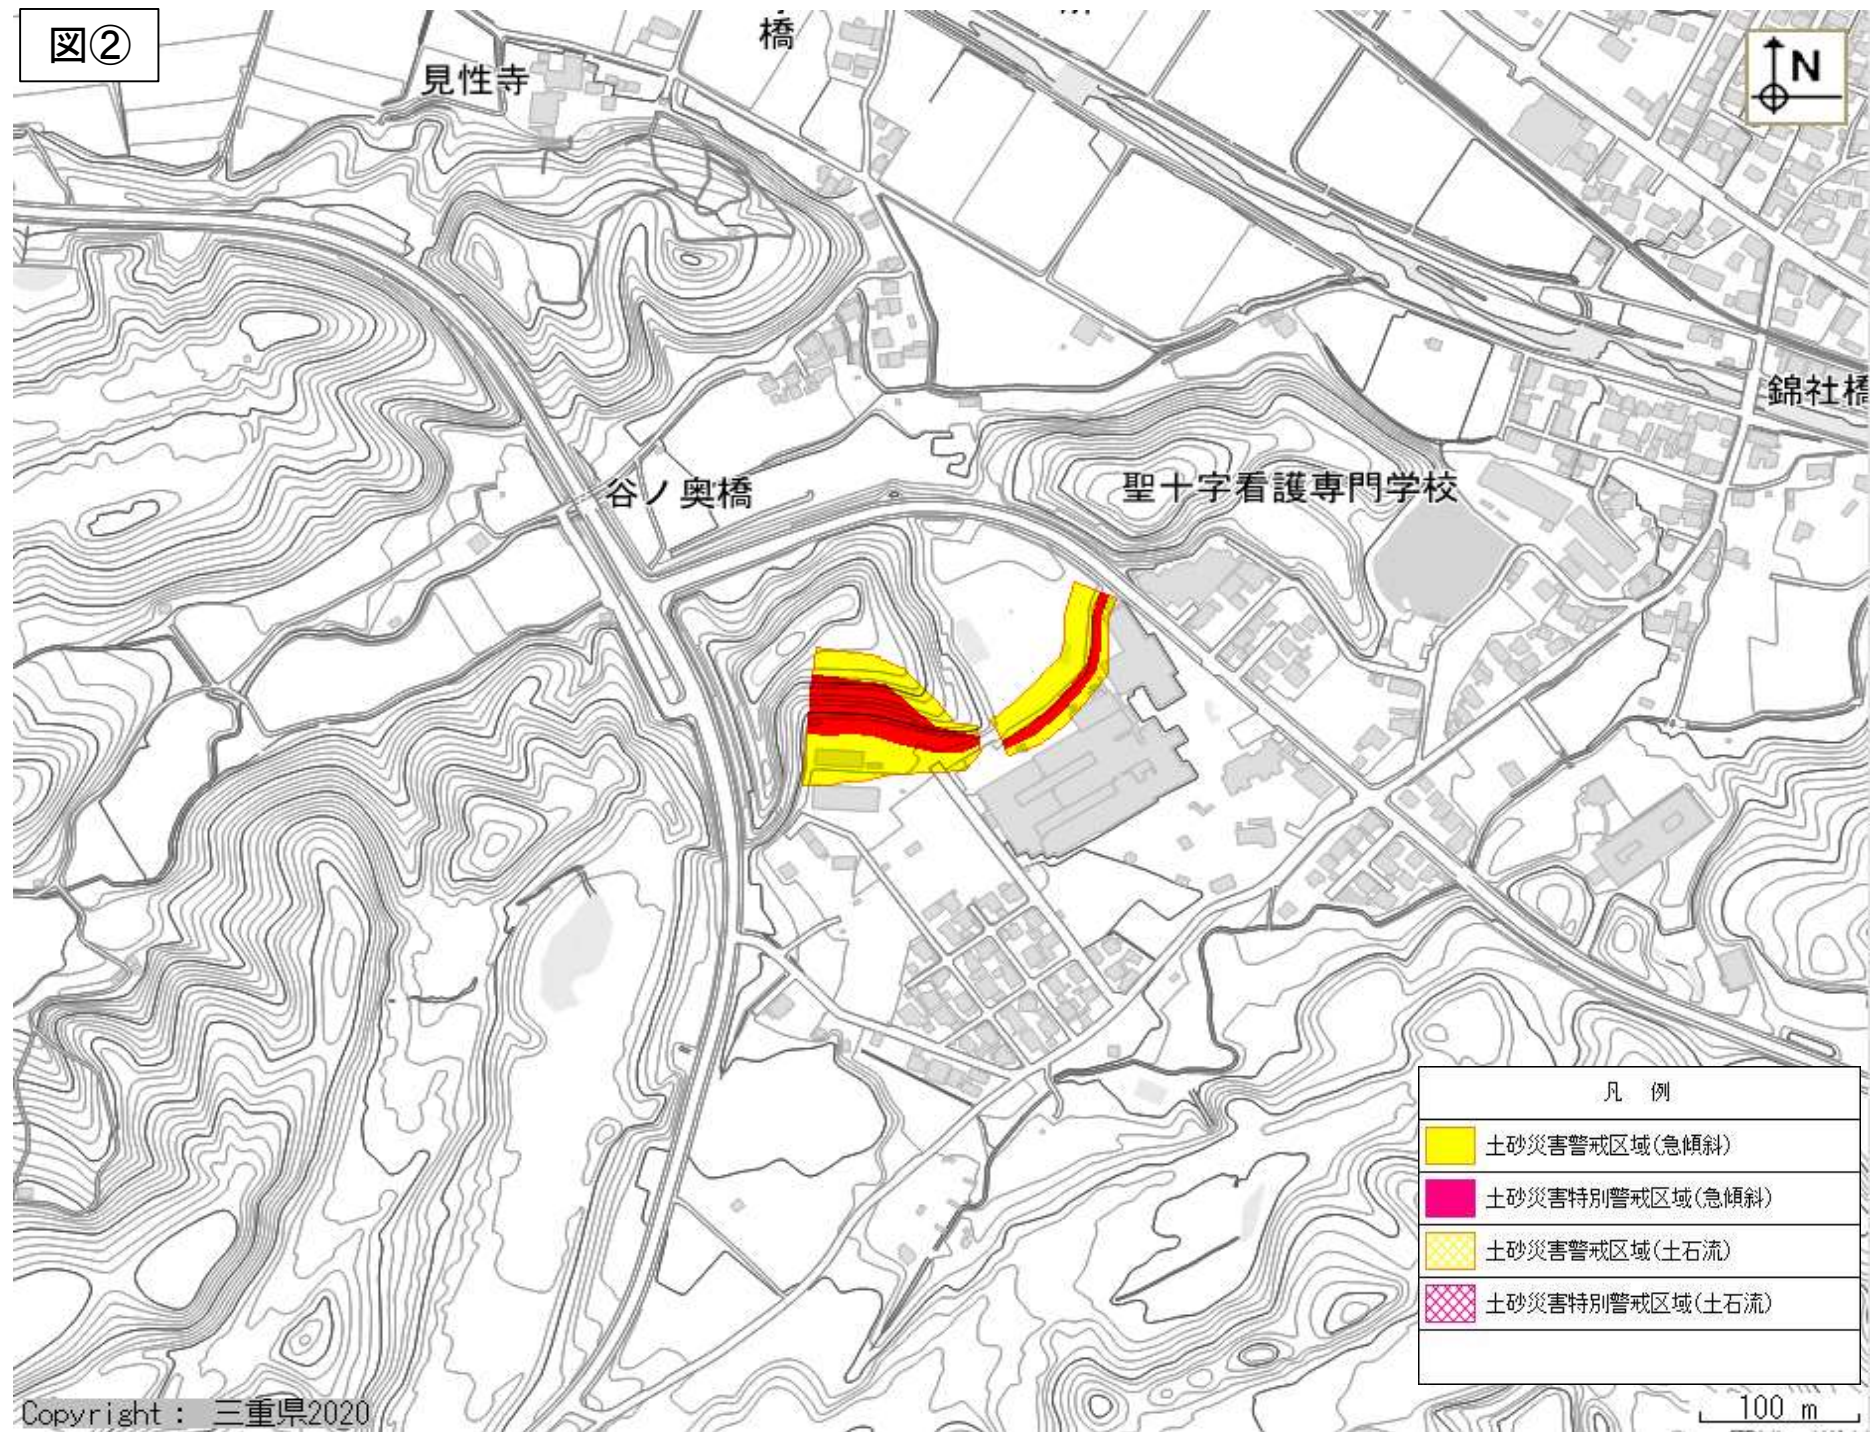 図②
橋
N
見性寺
錦社橋
谷ノ奥橋
聖十字看護専門学校
凡 例
土砂災害警戒区域(急傾斜)
土砂災害特別警戒区域(急傾斜)
土砂災害警戒区域(土石流)
土砂災害特別警戒区域(土石流)
100 m
Copyright : 三重県2020